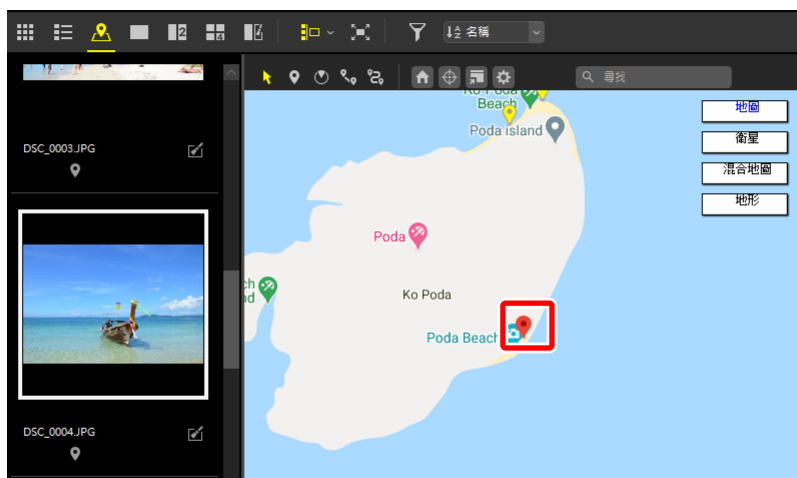 名稱
尋找
Ko Poda
Beach
Poda island
地圖
衛星
混合地圖
地形
DSC_0003.JPG
Poda
Ko Poda
Poda Beach
DSC_0004.JPG